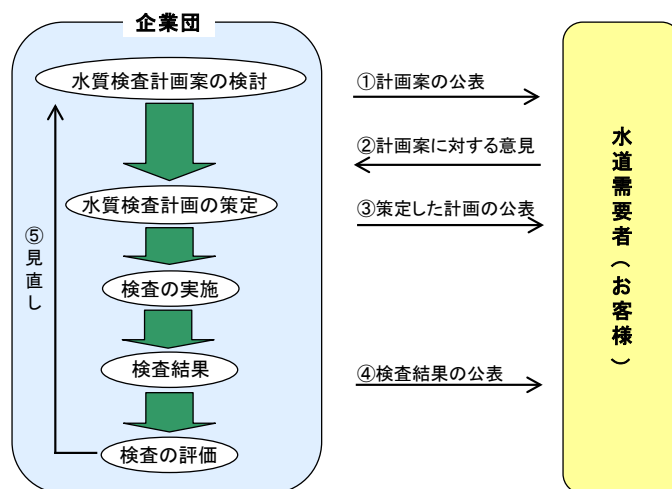 企業団
水質検査計画案の検討
①計画案の公表
②計画案に対する意見
水質検査計画の策定
③策定した計画の公表
⑤見直し
検査の実施
検査結果
④検査結果の公表
検査の評価
水道需要者(お客様)